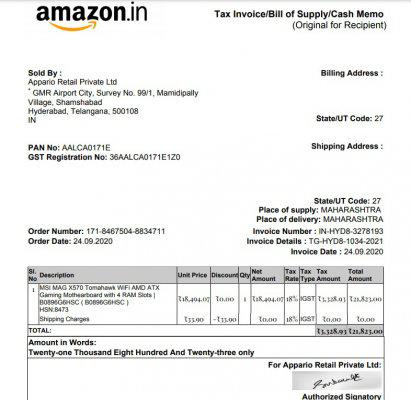 amazon.in
Tax Invoice/Bill of Supply/Cash Memo
(Original for Recipient)
Sold By :
Appario Retail Private Ltd
* GMR Airport City, Survey No. 99/1, Mamidipally
Village, Shamshabad
Hyderabad, Telangana, 500108
IN
Billing Address :
State/UT Code: 27
PAN No: AALCA0171E
GST Registration No: 36AALCA0171E1Z0
Shipping Address :
State/UT Code: 27
Place of supply: MAHARASHTRA
Place of delivery: MAHARASHTRA
Order Number: 171-8467504-8834711
Invoice Number : IN-HYD8-3278193
Order Date: 24.09.2020
Invoice Details : TG-HYD8-1034-2021
Invoice Date : 24.09.2020
Sl. No Description Unit Price Discount Qty Net Amount Tax Rate Tax Type Tax Amount Total Amount
1 MSI MAG X570 Tomahawk WiFi AMD ATX
Gaming Mothearboard with 4 RAM Slots |
B0896G6HSC ( B0896G6HSC )
HSN:8473
₹18,494.07 ₹0.00 1 ₹18,494.07 18% IGST ₹3,328.93 ₹21,823.00
Shipping Charges ₹33.90 -₹33.90 ₹0.00 18% IGST ₹0.00 ₹0.00
TOTAL: ₹3,328.93 ₹21,823.00
Amount in Words:
Twenty-one Thousand Eight Hundred And Twenty-three only
For Appario Retail Private Ltd:
Authorized Signatory